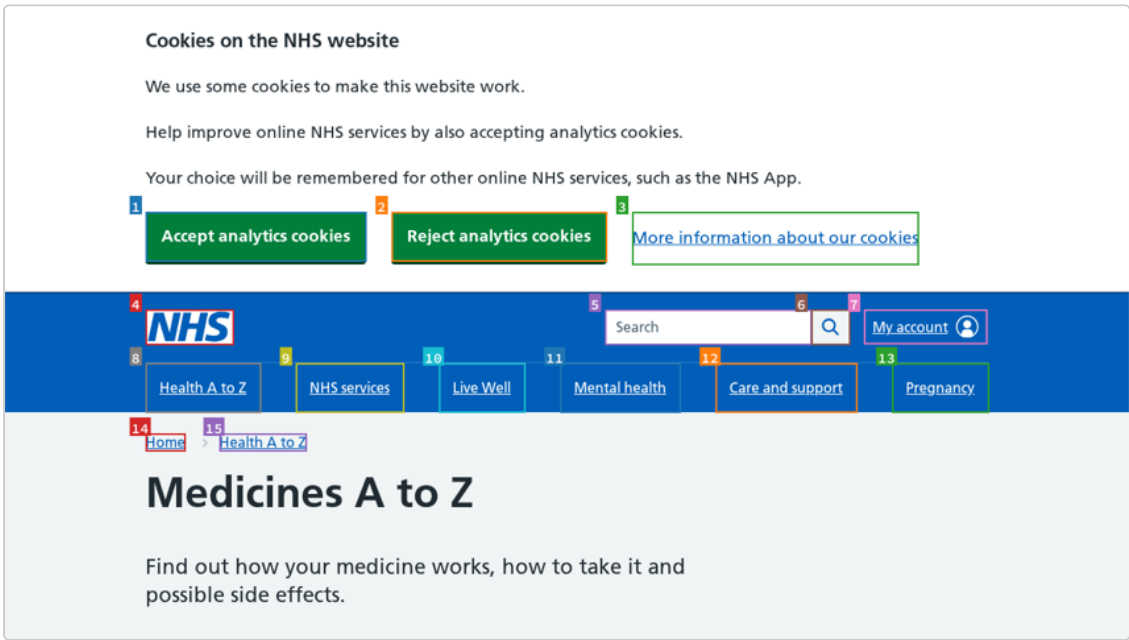 Cookies on the NHS website
We use some cookies to make this website work.
Help improve online NHS services by also accepting analytics cookies.
Your choice will be remembered for other online NHS services, such as the NHS App.
1 2 3
Accept analytics cookies Reject analytics cookies More information about our cookies
4 5 6 7
NHS Search My account
8 9 10 11 12 13
Health A to Z NHS services Live Well Mental health Care and support Pregnancy
14 15
Home > Health A to Z
Medicines A to Z
Find out how your medicine works, how to take it and
possible side effects.